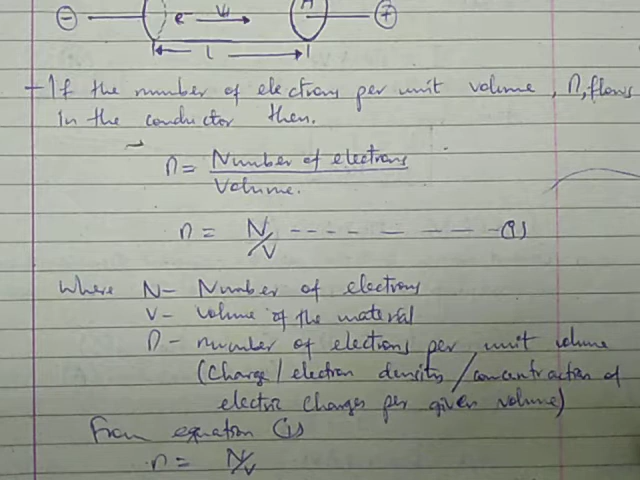 ⊖ e⁻ V A ⊕
L
- If the number of electrons per unit volume, n, flows
in the conductor then.
n = Number of electrons
Volume.
n = N/V ---- - - --- (1)
Where N - Number of electrons
V - Volume of the material
n - number of electrons per unit volume
(Charge / electron density / concentration of
electric charges per given volume)
From equation (1)
n = N/V